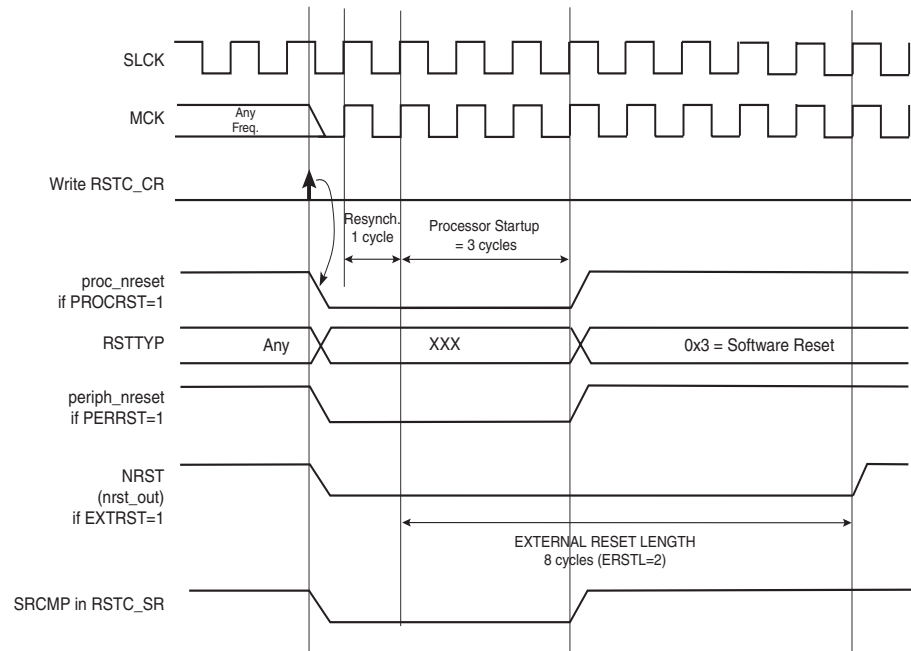 SLCK
MCK
Any
Freq.
Write RSTC_CR
Resynch.
1 cycle
Processor Startup
= 3 cycles
proc_nreset
if PROCRST=1
RSTTYP
Any
XXX
0x3 = Software Reset
periph_nreset
if PERRST=1
NRST
(nrst_out)
if EXTRST=1
EXTERNAL RESET LENGTH
8 cycles (ERSTL=2)
SRCMP in RSTC_SR